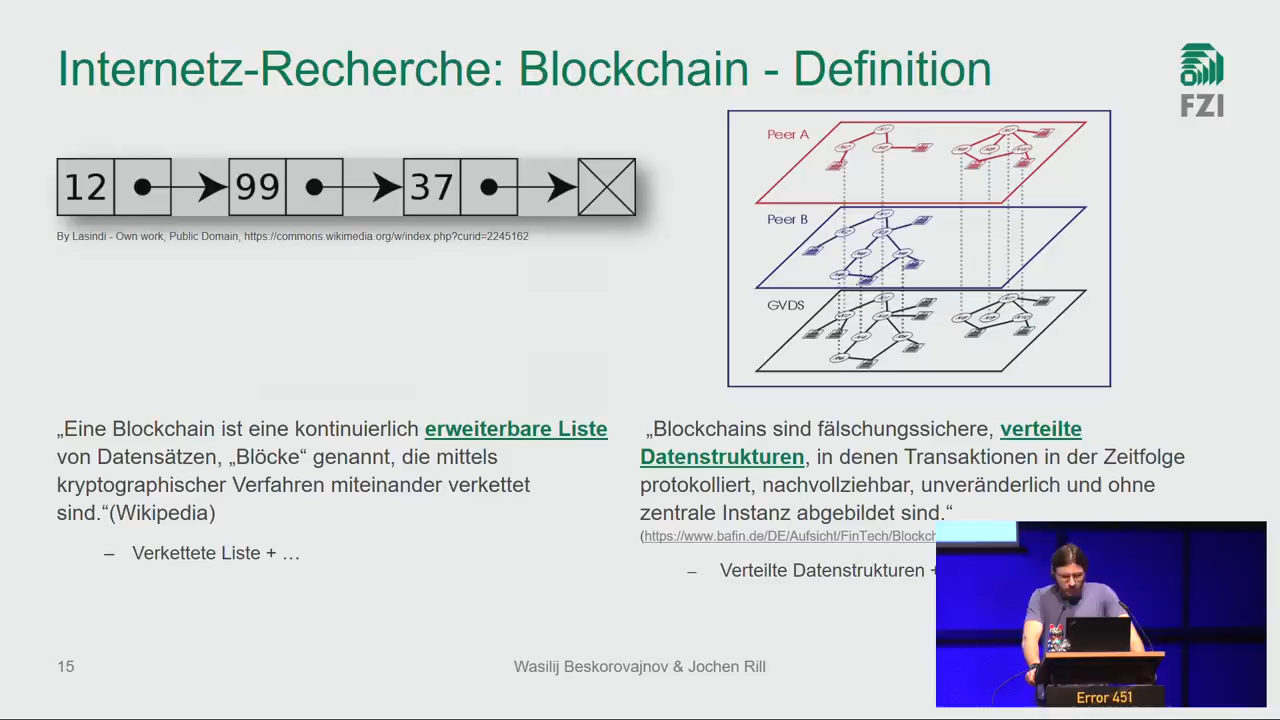 Internetz-Recherche: Blockchain - Definition
FZI
12 99 37
By Lasindi - Own work, Public Domain, https://commons.wikimedia.org/w/index.php?curid=2245162
Peer A
Peer B
GVDS
„Eine Blockchain ist eine kontinuierlich erweiterbare Liste
von Datensätzen, „Blöcke“ genannt, die mittels
kryptographischer Verfahren miteinander verkettet
sind.“(Wikipedia)
– Verkettete Liste + …
„Blockchains sind fälschungssichere, verteilte
Datenstrukturen, in denen Transaktionen in der Zeitfolge
protokolliert, nachvollziehbar, unveränderlich und ohne
zentrale Instanz abgebildet sind.“
(https://www.bafin.de/DE/Aufsicht/FinTech/Blockch
– Verteilte Datenstrukturen +
15
Wasilij Beskorovajnov & Jochen Rill
Error 451